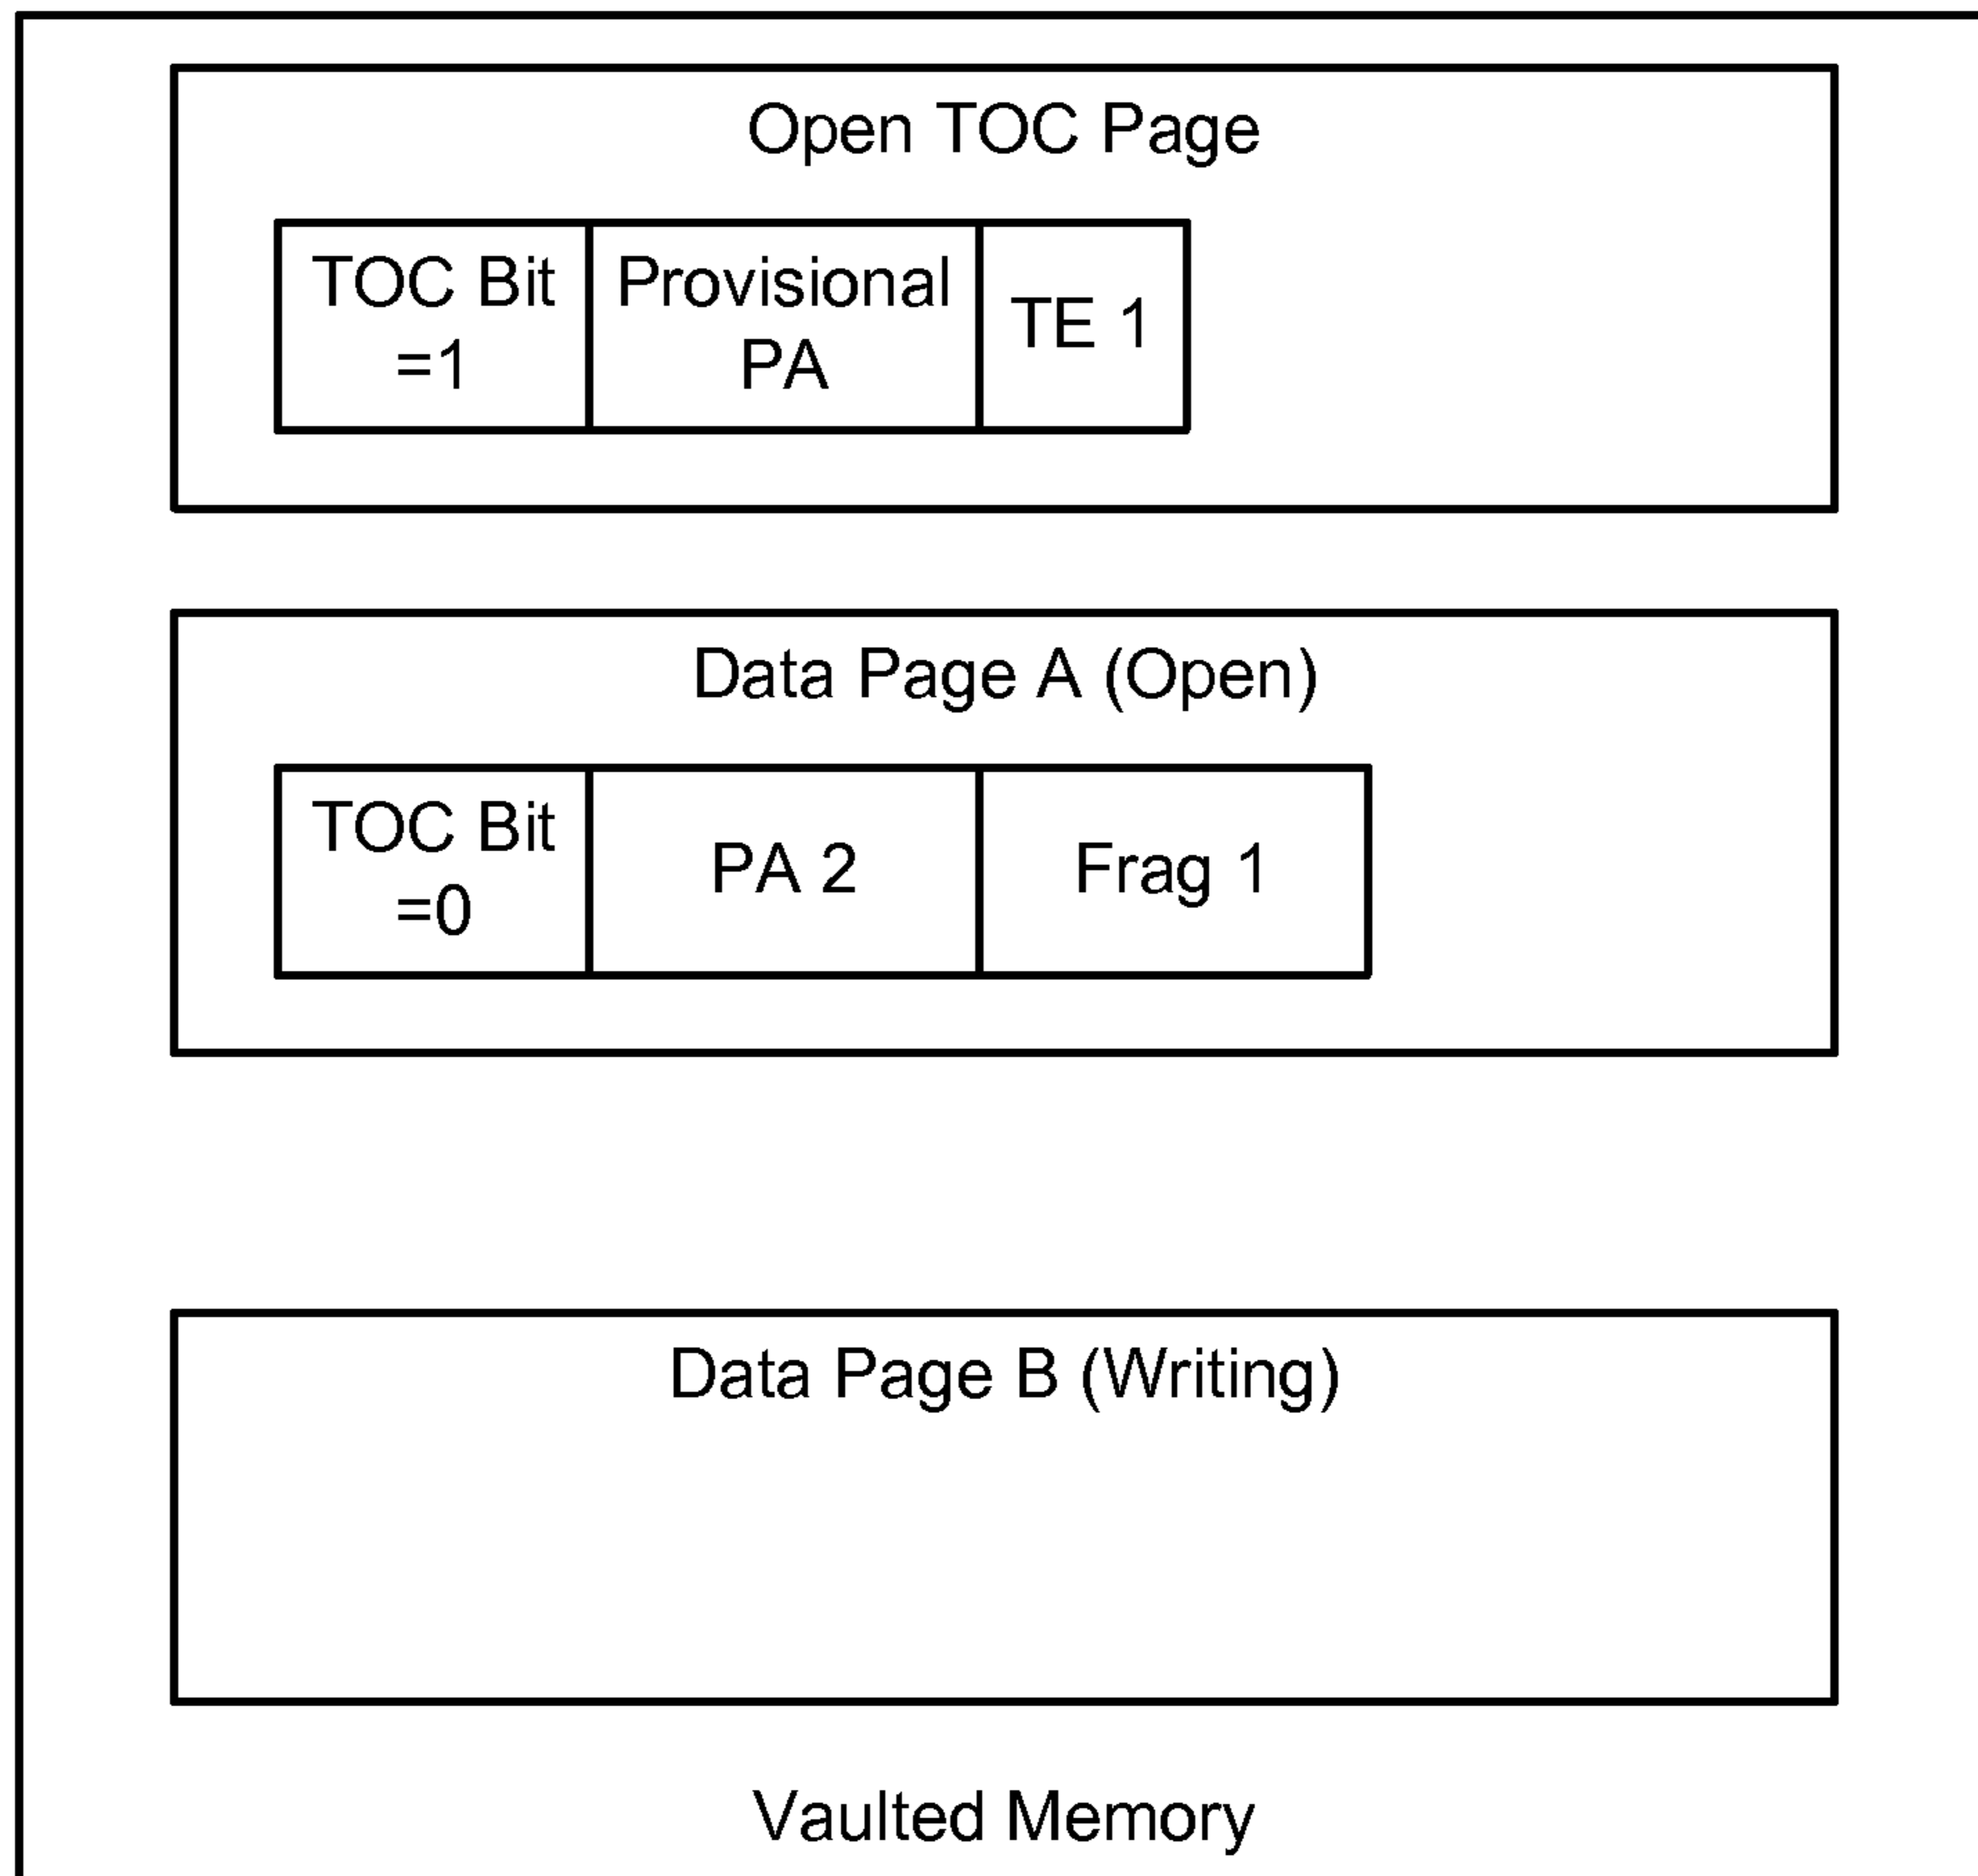 Open TOC Page
TOC Bit
=1
Provisional
PA
TE 1
Data Page A (Open)
TOC Bit
=0
PA 2
Frag 1
Data Page B (Writing)
Vaulted Memory